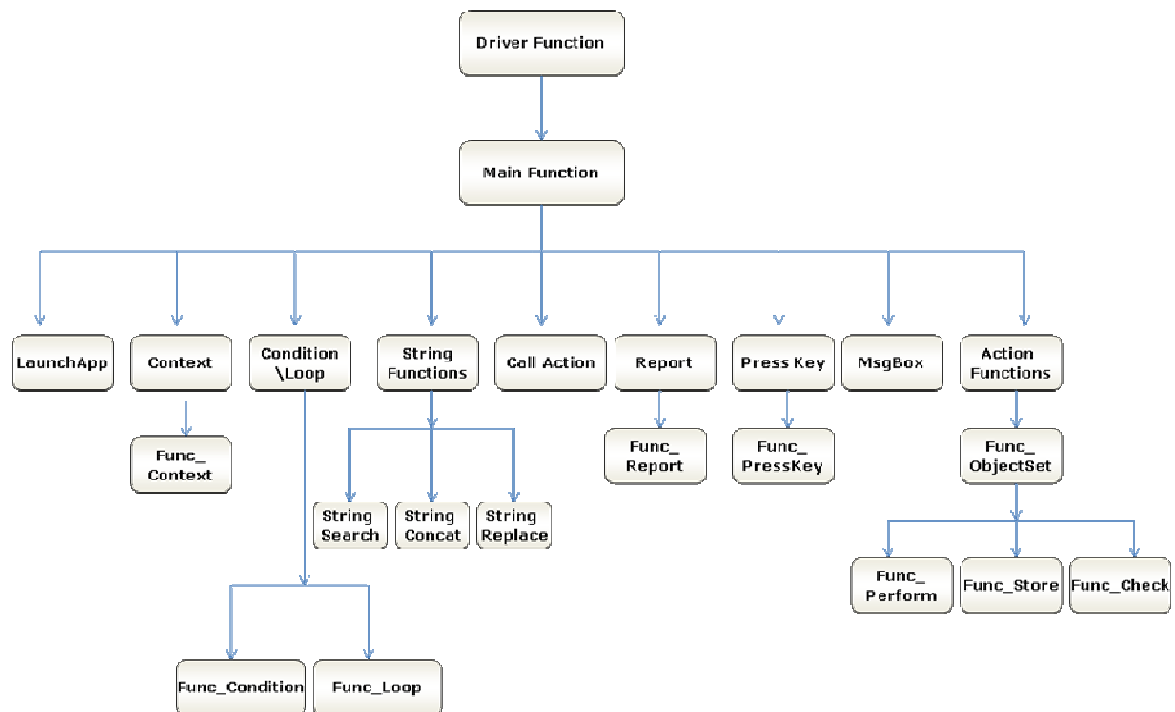 Driver Function
Main Function
LaunchApp
Context
Condition
\Loop
String
Functions
Call Action
Report
Press Key
MsgBox
Action
Functions
Func_
Context
Func_
Report
Func_
PressKey
Func_
ObjectSet
String
Search
String
Concat
String
Replace
Func_
Perform
Func_Store
Func_Check
Func_Condition
Func_Loop